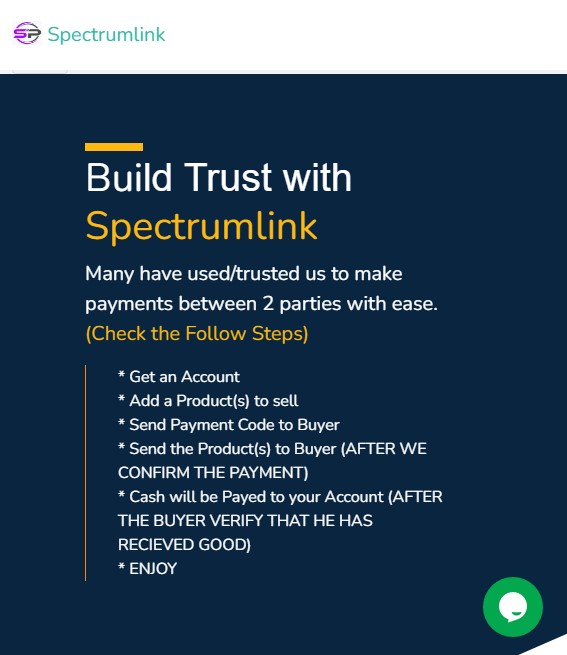 SP Spectrumlink
Build Trust with
Spectrumlink
Many have used/trusted us to make
payments between 2 parties with ease.
(Check the Follow Steps)
* Get an Account
* Add a Product(s) to sell
* Send Payment Code to Buyer
* Send the Product(s) to Buyer (AFTER WE
CONFIRM THE PAYMENT)
* Cash will be Payed to your Account (AFTER
THE BUYER VERIFY THAT HE HAS
RECIEVED GOOD)
* ENJOY